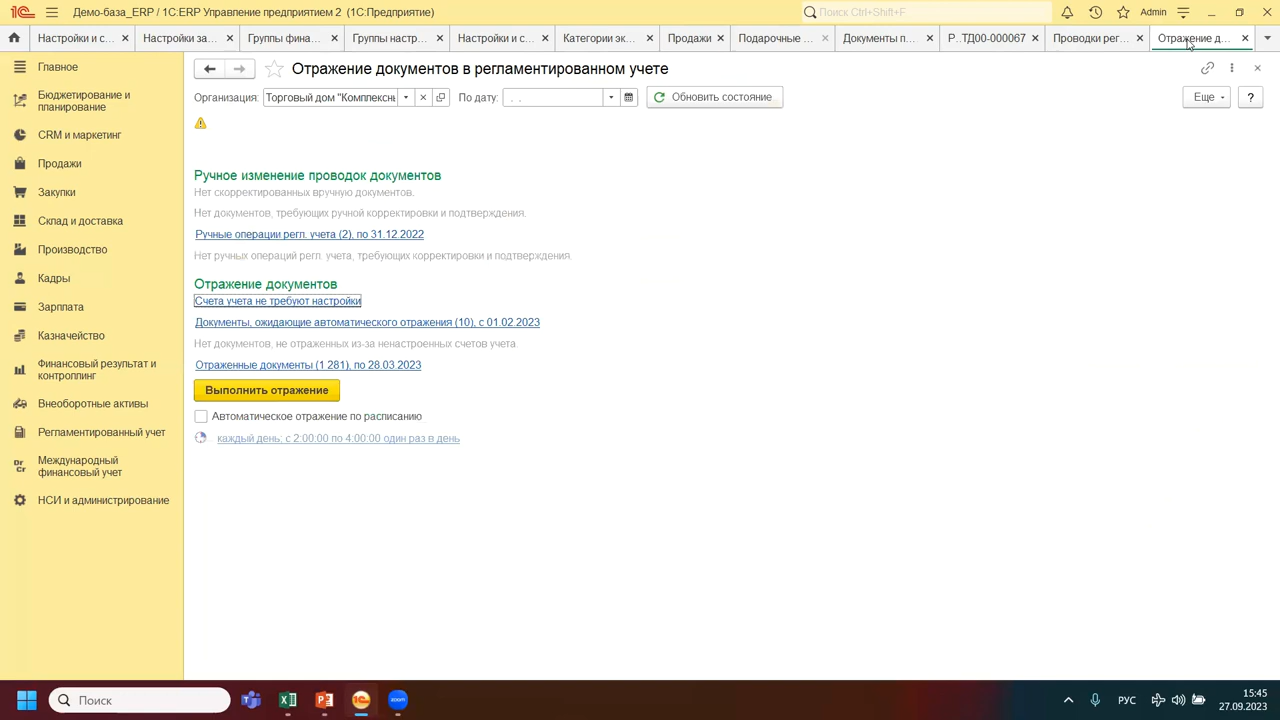 Демо-база_ERP / 1С:ERP Управление предприятием 2 (1С:Предприятие)
Поиск Ctrl+Shift+F
Admin
Настройки и с...
Настройки за...
Группы фина...
Группы настр...
Настройки и с...
Категории эк...
Продажи
Подарочные ...
Документы п...
Р..ТД00-000067
Проводки рег...
Отражение д...
Главное
Бюджетирование и
планирование
CRM и маркетинг
Продажи
Закупки
Склад и доставка
Производство
Кадры
Зарплата
Казначейство
Финансовый результат и
контроллинг
Внеоборотные активы
Регламентированный учет
Международный
финансовый учет
НСИ и администрирование
Отражение документов в регламентированном учете
Организация: Торговый дом "Комплексн По дату: . . Обновить состояние Еще ?
Ручное изменение проводок документов
Нет скорректированных вручную документов.
Нет документов, требующих ручной корректировки и подтверждения.
Ручные операции регл. учета (2), по 31.12.2022
Нет ручных операций регл. учета, требующих корректировки и подтверждения.
Отражение документов
Счета учета не требуют настройки
Документы, ожидающие автоматического отражения (10), с 01.02.2023
Нет документов, не отраженных из-за ненастроенных счетов учета.
Отраженные документы (1 281), по 28.03.2023
Выполнить отражение
Автоматическое отражение по расписанию
каждый день; с 2:00:00 по 4:00:00 один раз в день
Поиск
zoom
РУС
15:45
27.09.2023